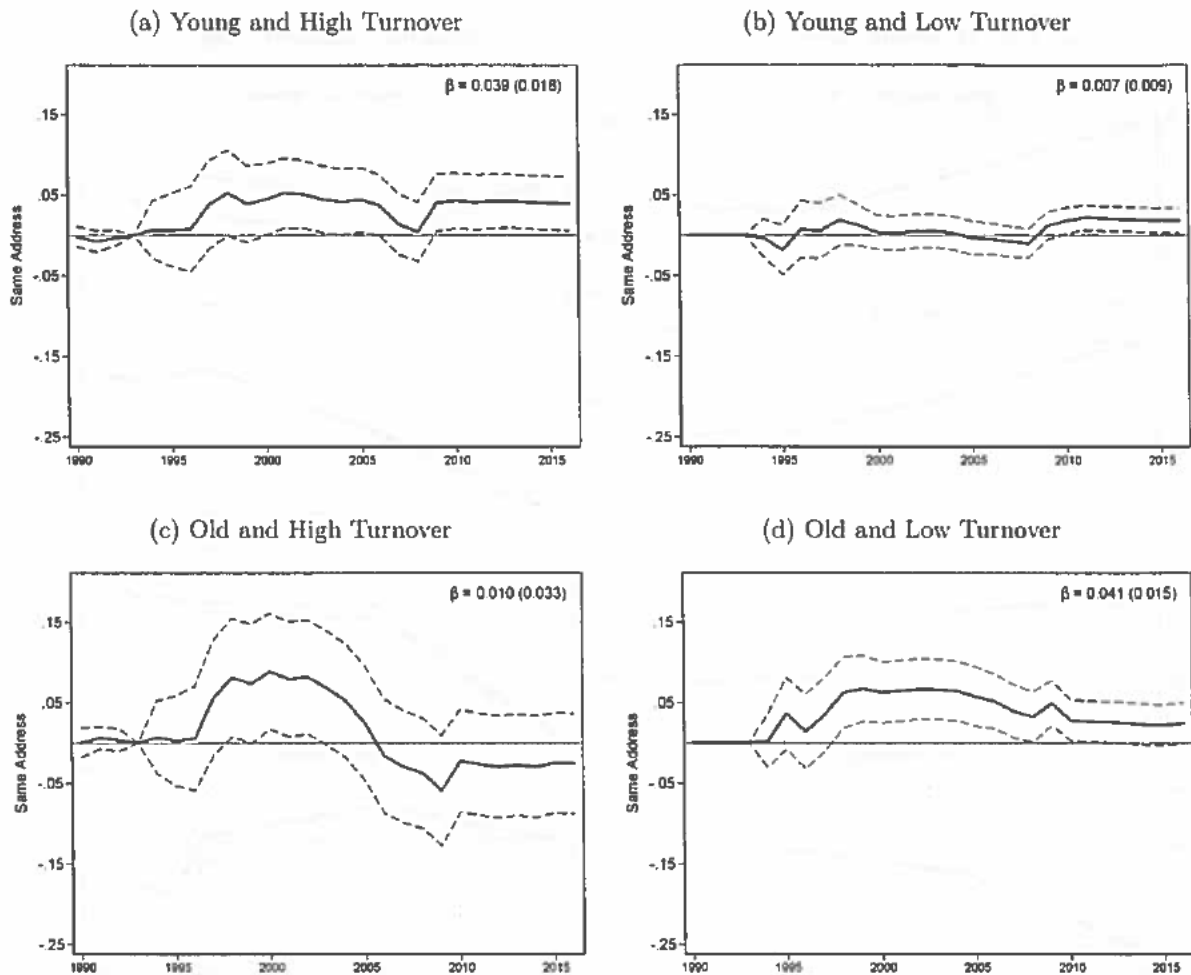 (a) Young and High Turnover
(b) Young and Low Turnover
β = 0.039 (0.018)
β = 0.007 (0.009)
Same Address
.15
.05
-.05
-.15
-.25
1990 1995 2000 2005 2010 2015
Same Address
.15
.05
-.05
-.15
-.25
1990 1995 2000 2005 2010 2015
(c) Old and High Turnover
(d) Old and Low Turnover
β = 0.010 (0.033)
β = 0.041 (0.015)
Same Address
.15
.05
-.05
-.15
-.25
1990 1995 2000 2005 2010 2015
Same Address
.15
.05
-.05
-.15
-.25
1990 1995 2000 2005 2010 2015